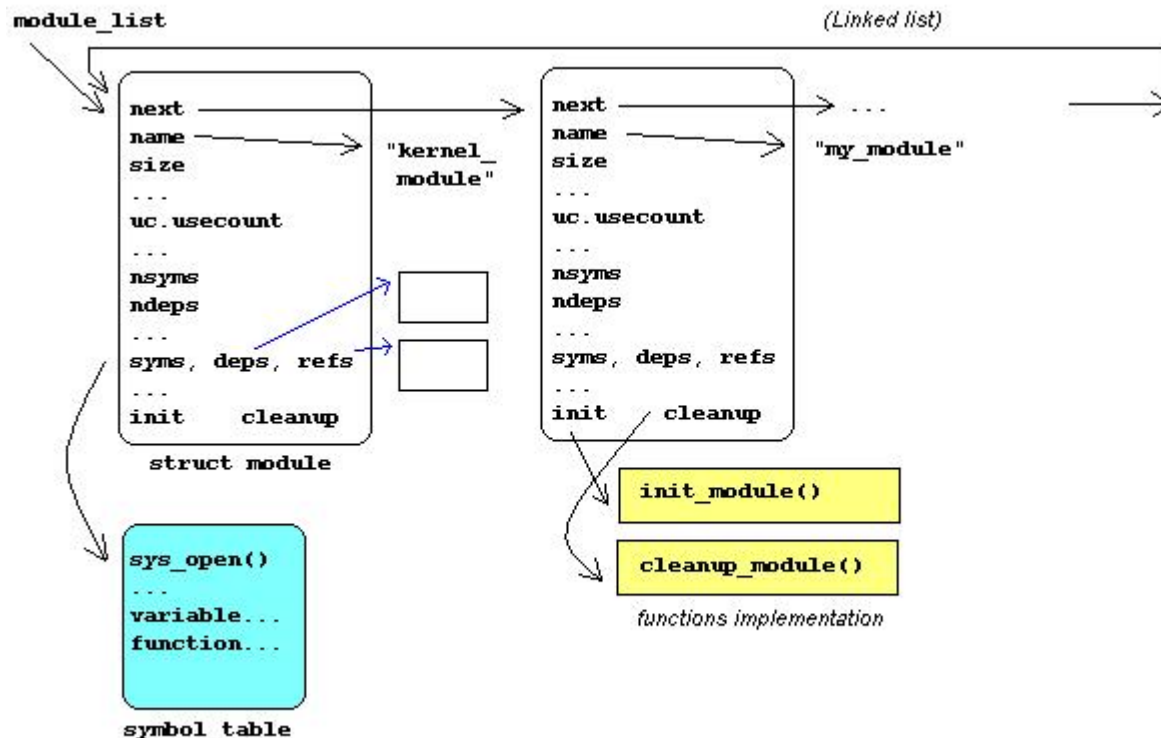 module_list
(Linked list)
next
name
size
...
uc.usecount
...
nsyms
ndeps
...
syms, deps, refs
...
init cleanup
struct module
"kernel_
module"
next
name
size
...
uc.usecount
...
nsyms
ndeps
...
syms, deps, refs
...
init cleanup
...
"my_module"
init_module()
cleanup_module()
functions implementation
sys_open()
...
variable...
function...
symbol table